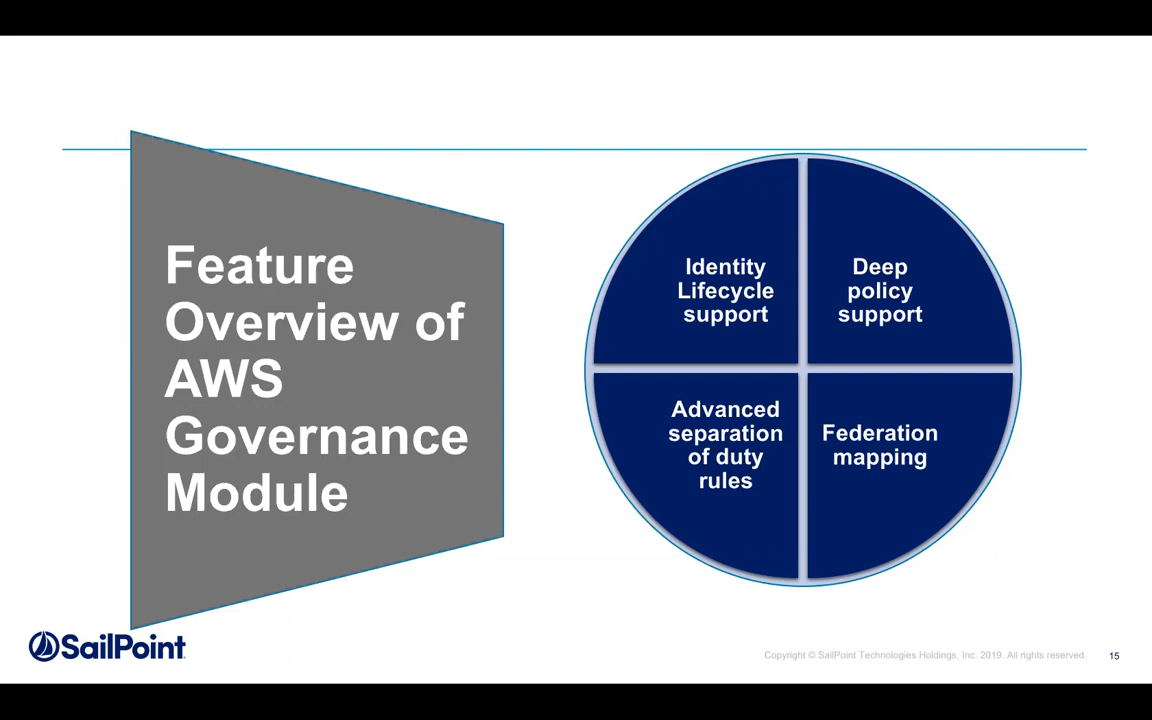 Feature
Overview of
AWS
Governance
Module
Identity
Lifecycle
support
Deep
policy
support
Advanced
separation
of duty
rules
Federation
mapping
SailPoint
Copyright © SailPoint Technologies Holdings, Inc. 2019. All rights reserved.
15